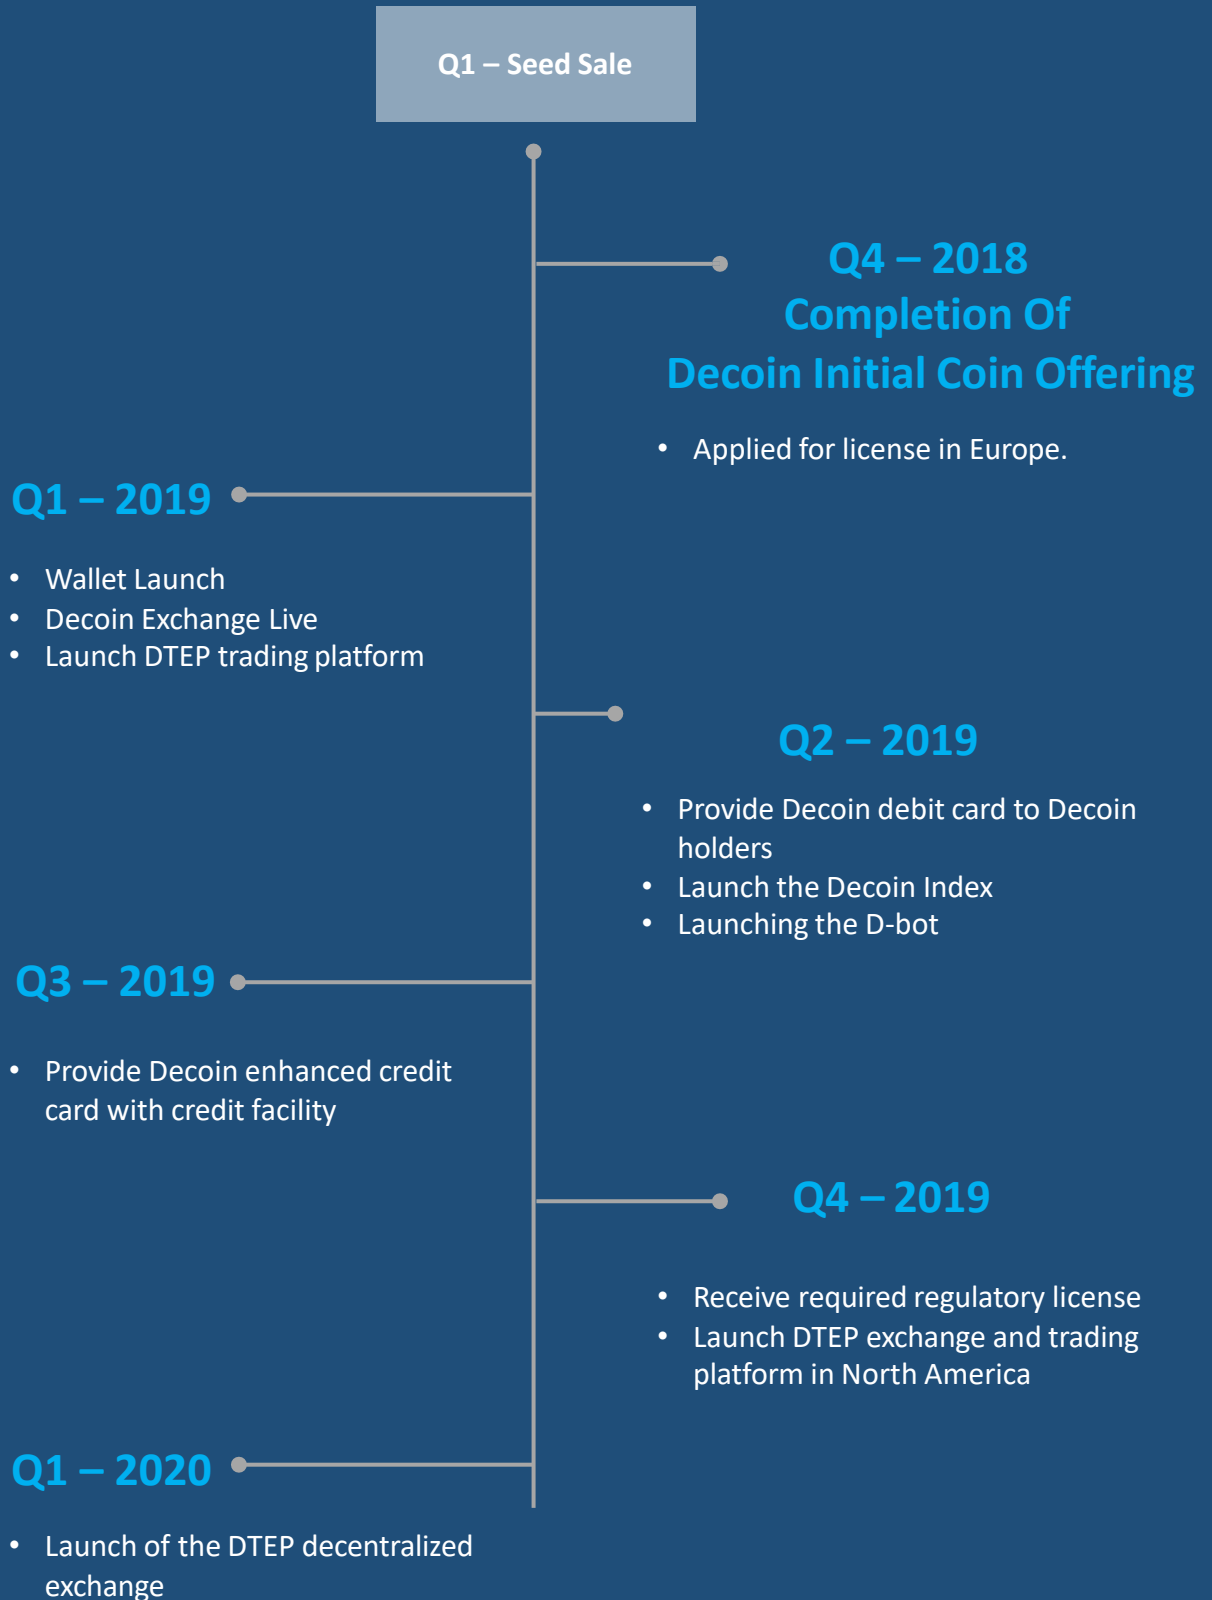 Q1 – Seed Sale
Q4 – 2018
Completion Of
Decoin Initial Coin Offering
• Applied for license in Europe.
Q1 – 2019
• Wallet Launch
• Decoin Exchange Live
• Launch DTEP trading platform
Q2 – 2019
• Provide Decoin debit card to Decoin
holders
• Launch the Decoin Index
• Launching the D-bot
Q3 – 2019
• Provide Decoin enhanced credit
card with credit facility
Q4 – 2019
• Receive required regulatory license
• Launch DTEP exchange and trading
platform in North America
Q1 – 2020
• Launch of the DTEP decentralized
exchange